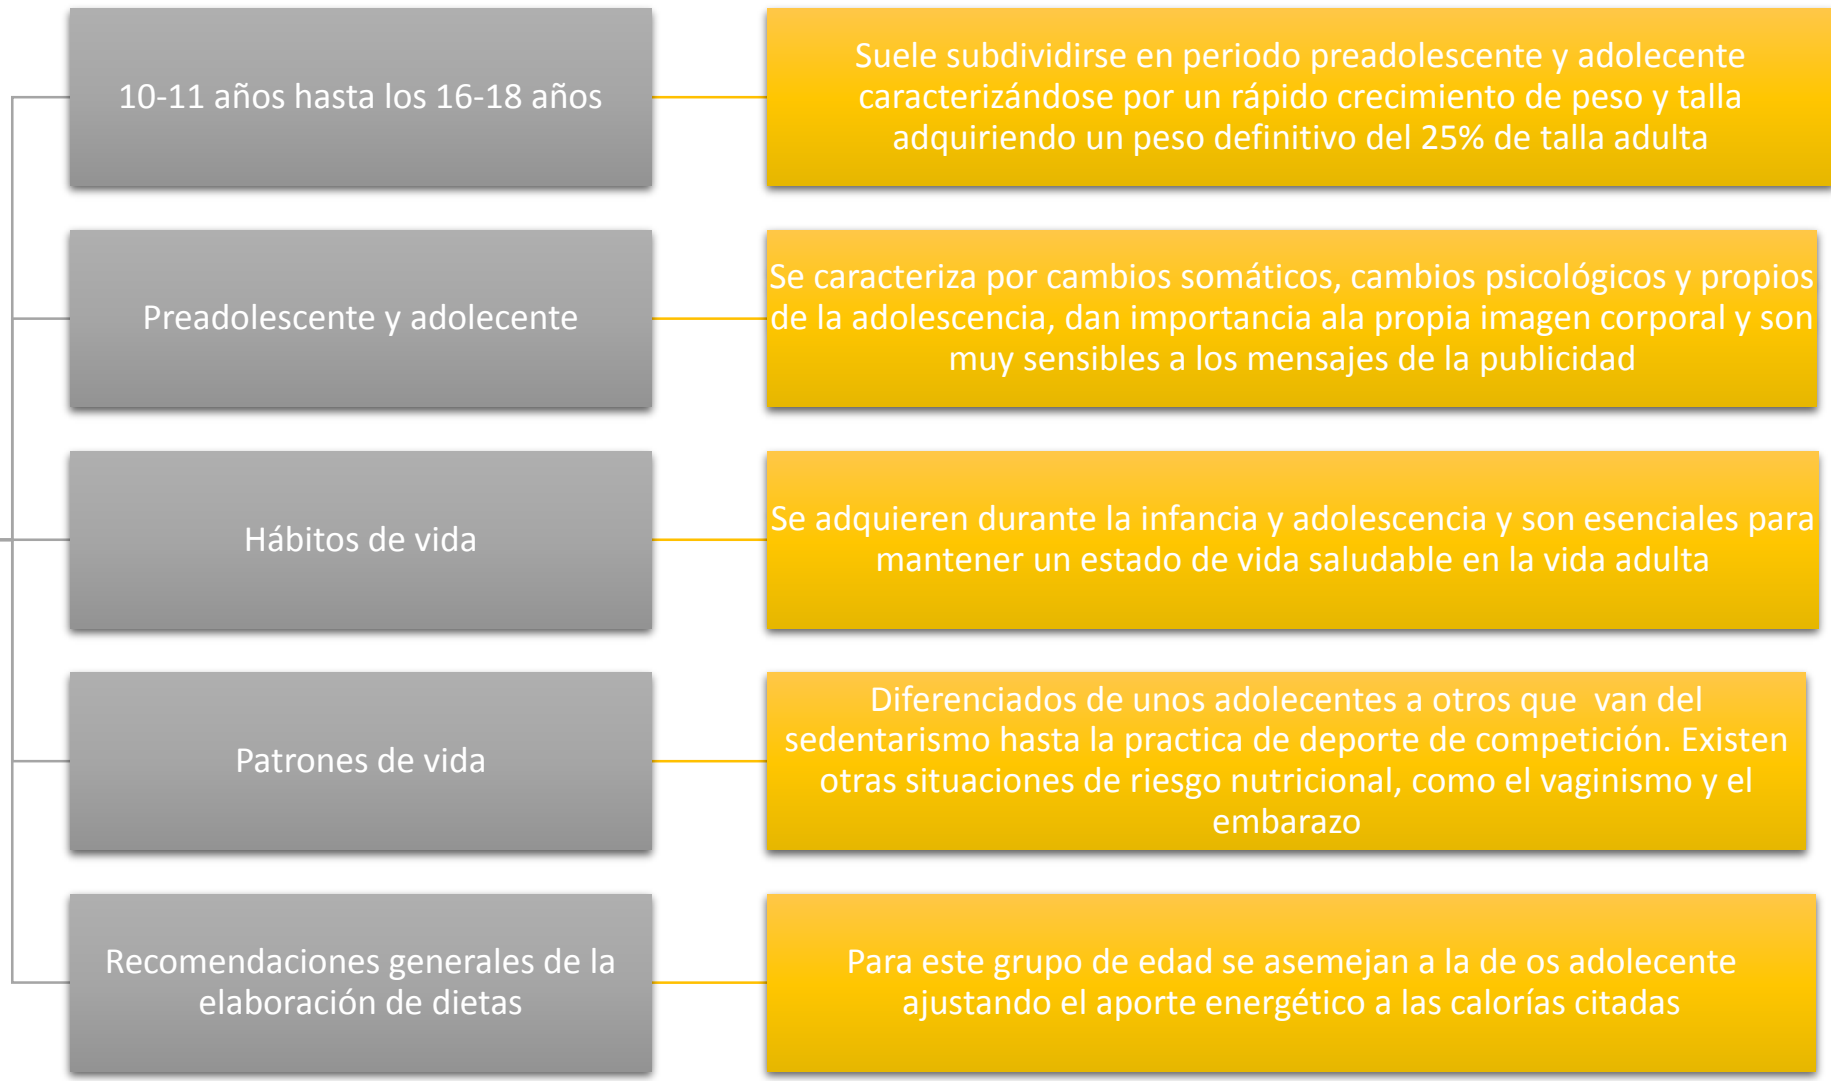 10-11 años hasta los 16-18 años
Suele subdividirse en periodo preadolescente y adolecente
caracterizándose por un rápido crecimiento de peso y talla
adquiriendo un peso definitivo del 25% de talla adulta
Preadolescente y adolecente
Se caracteriza por cambios somáticos, cambios psicológicos y propios
de la adolescencia, dan importancia ala propia imagen corporal y son
muy sensibles a los mensajes de la publicidad
Hábitos de vida
Se adquieren durante la infancia y adolescencia y son esenciales para
mantener un estado de vida saludable en la vida adulta
Patrones de vida
Diferenciados de unos adolecentes a otros que van del
sedentarismo hasta la practica de deporte de competición. Existen
otras situaciones de riesgo nutricional, como el vaginismo y el
embarazo
Recomendaciones generales de la
elaboración de dietas
Para este grupo de edad se asemejan a la de os adolecente
ajustando el aporte energético a las calorías citadas